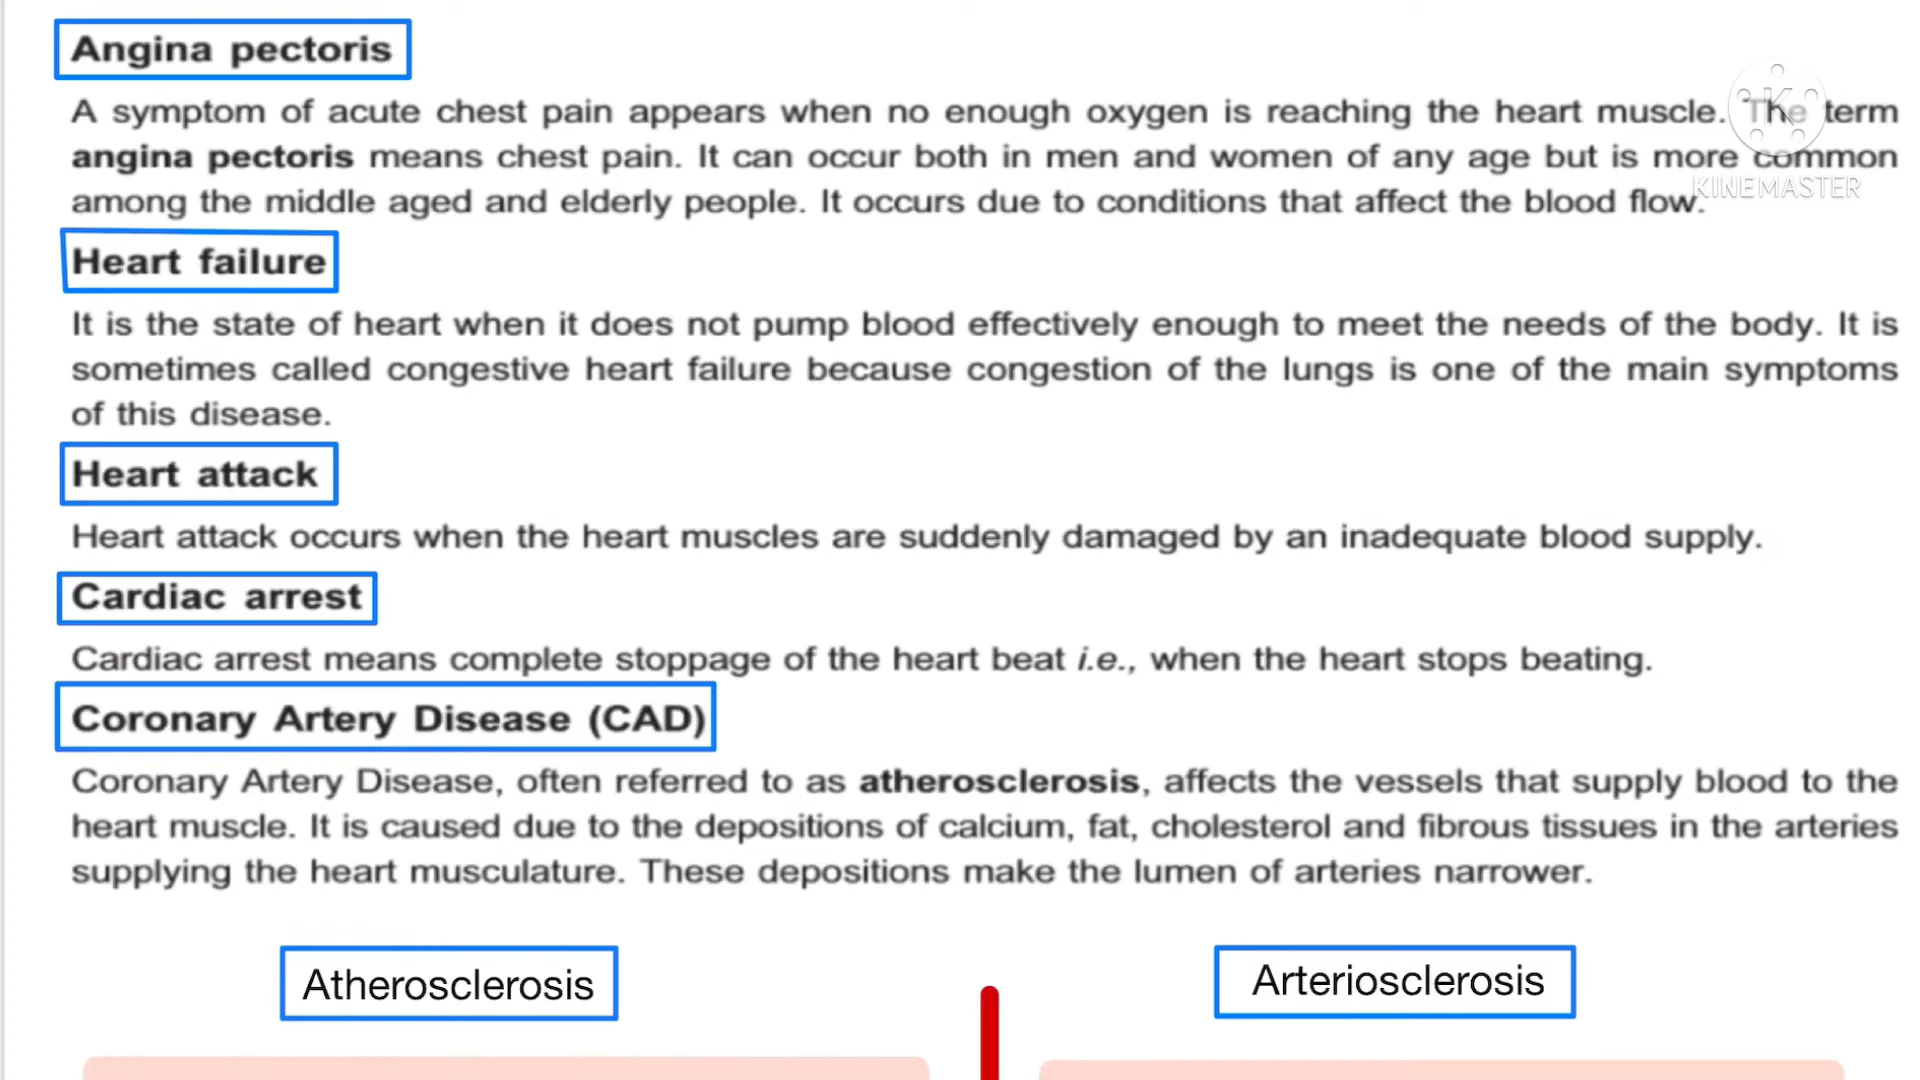 Angina pectoris
A symptom of acute chest pain appears when no enough oxygen is reaching the heart muscle. The term
angina pectoris means chest pain. It can occur both in men and women of any age but is more common
among the middle aged and elderly people. It occurs due to conditions that affect the blood flow.
KINEMASTER
Heart failure
It is the state of heart when it does not pump blood effectively enough to meet the needs of the body. It is
sometimes called congestive heart failure because congestion of the lungs is one of the main symptoms
of this disease.
Heart attack
Heart attack occurs when the heart muscles are suddenly damaged by an inadequate blood supply.
Cardiac arrest
Cardiac arrest means complete stoppage of the heart beat i.e., when the heart stops beating.
Coronary Artery Disease (CAD)
Coronary Artery Disease, often referred to as atherosclerosis, affects the vessels that supply blood to the
heart muscle. It is caused due to the depositions of calcium, fat, cholesterol and fibrous tissues in the arteries
supplying the heart musculature. These depositions make the lumen of arteries narrower.
Atherosclerosis
Arteriosclerosis